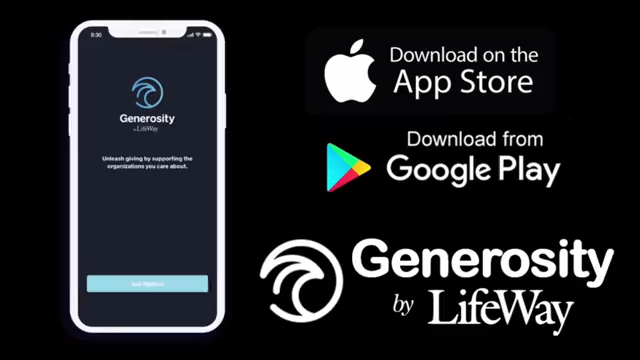 9:30
Generosity
by LifeWay
Unleash giving by supporting the
organizations you care about.
Download on the
App Store
Download from
Google Play
Generosity
by LifeWay